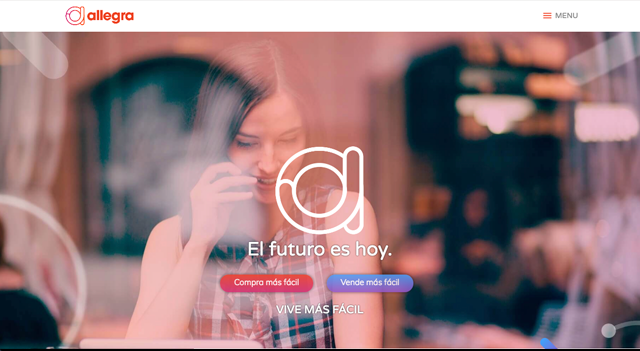 allegra
MENU
El futuro es hoy.
Compra más fácil
Vende más fácil
VIVE MÁS FÁCIL